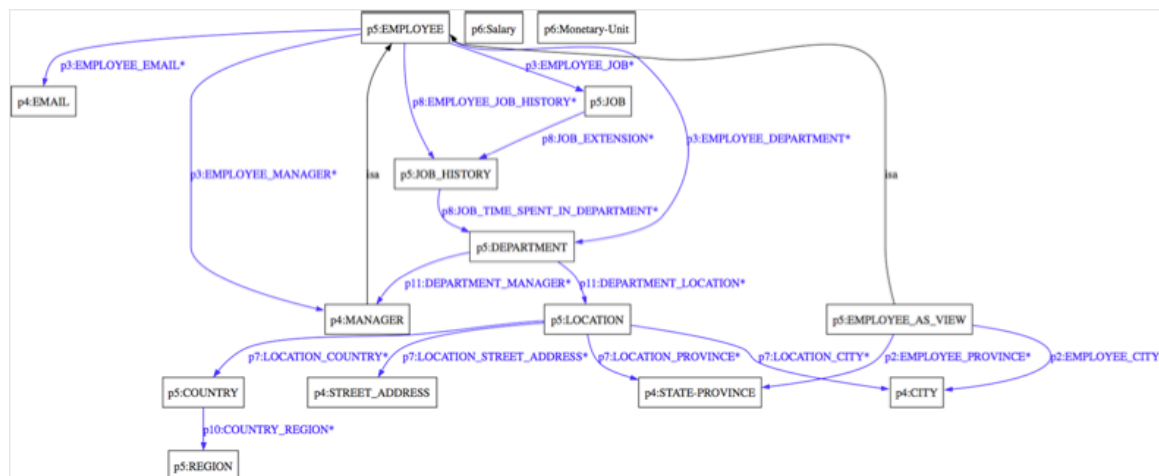 p5:EMPLOYEE
p6:Salary
p6:Monetary-Unit
p3:EMPLOYEE_EMAIL*
p3:EMPLOYEE_JOB*
p4:EMAIL
p8:EMPLOYEE_JOB_HISTORY*
p5:JOB
p8:JOB_EXTENSION*
p3:EMPLOYEE_DEPARTMENT*
p3:EMPLOYEE_MANAGER*
isa
p5:JOB_HISTORY
isa
p8:JOB_TIME_SPENT_IN_DEPARTMENT*
p5:DEPARTMENT
p11:DEPARTMENT_MANAGER*
p11:DEPARTMENT_LOCATION*
p4:MANAGER
p5:LOCATION
p5:EMPLOYEE_AS_VIEW
p7:LOCATION_COUNTRY*
p7:LOCATION_STREET_ADDRESS*
p7:LOCATION_PROVINCE*
p7:LOCATION_CITY*
p2:EMPLOYEE_PROVINCE*
p2:EMPLOYEE_CITY
p5:COUNTRY
p4:STREET_ADDRESS
p4:STATE-PROVINCE
p4:CITY
p10:COUNTRY_REGION*
p5:REGION